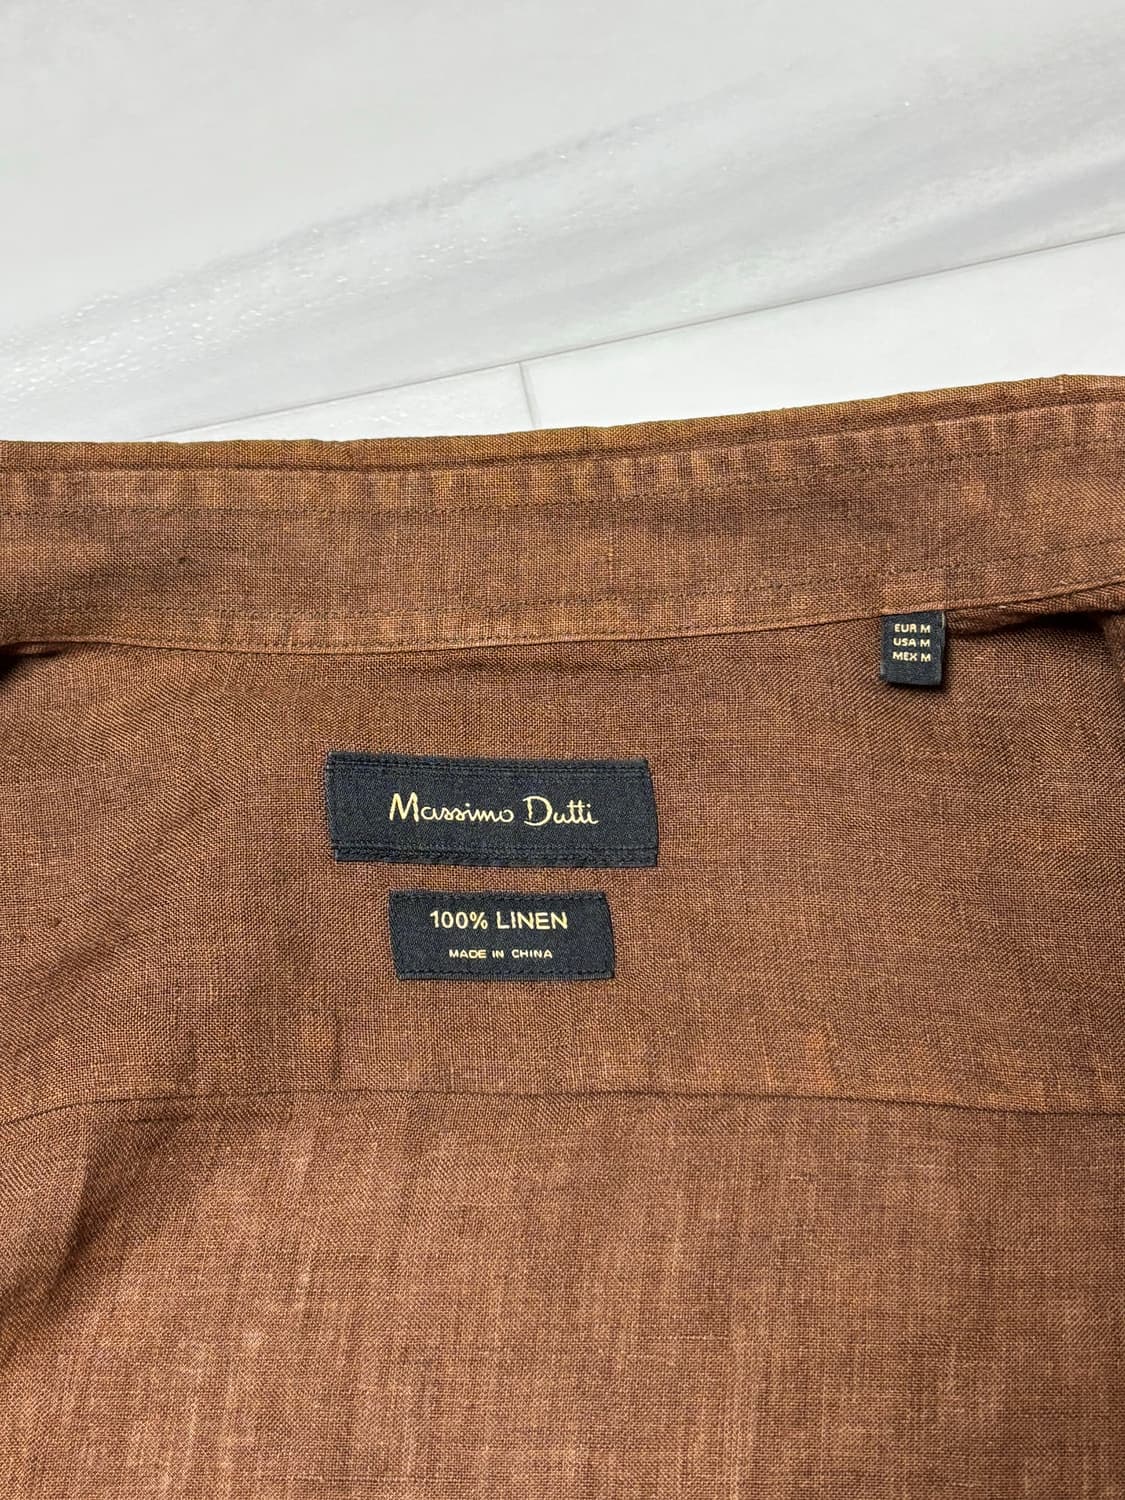 EUR M
USA M
MEX M
Massimo Dutti
100% LINEN
MADE IN CHINA